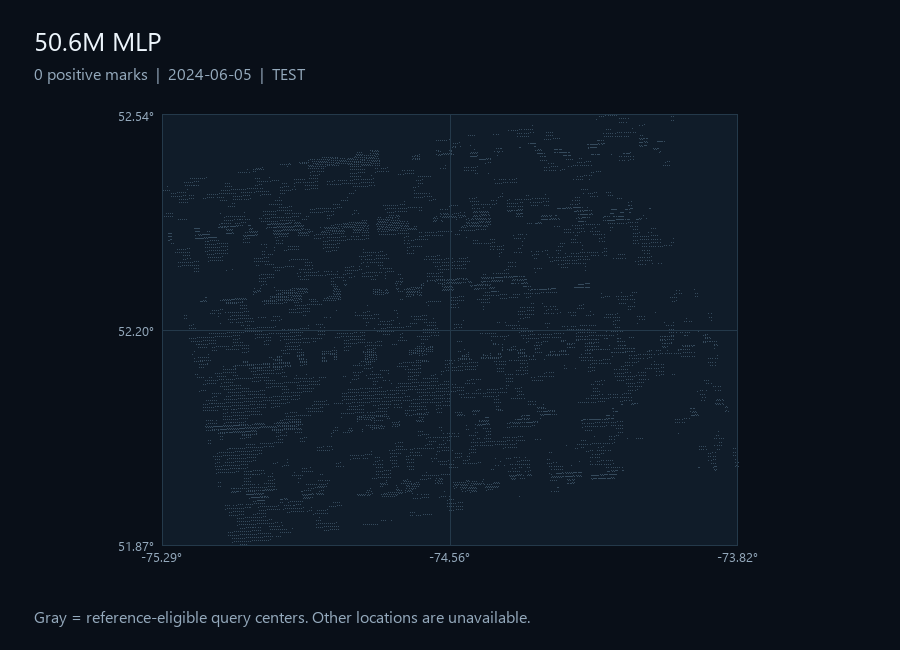 50.6M MLP
0 positive marks | 2024-06-05 | TEST
52.54°
52.20°
51.87°
-75.29°
-74.56°
-73.82°
Gray = reference-eligible query centers. Other locations are unavailable.